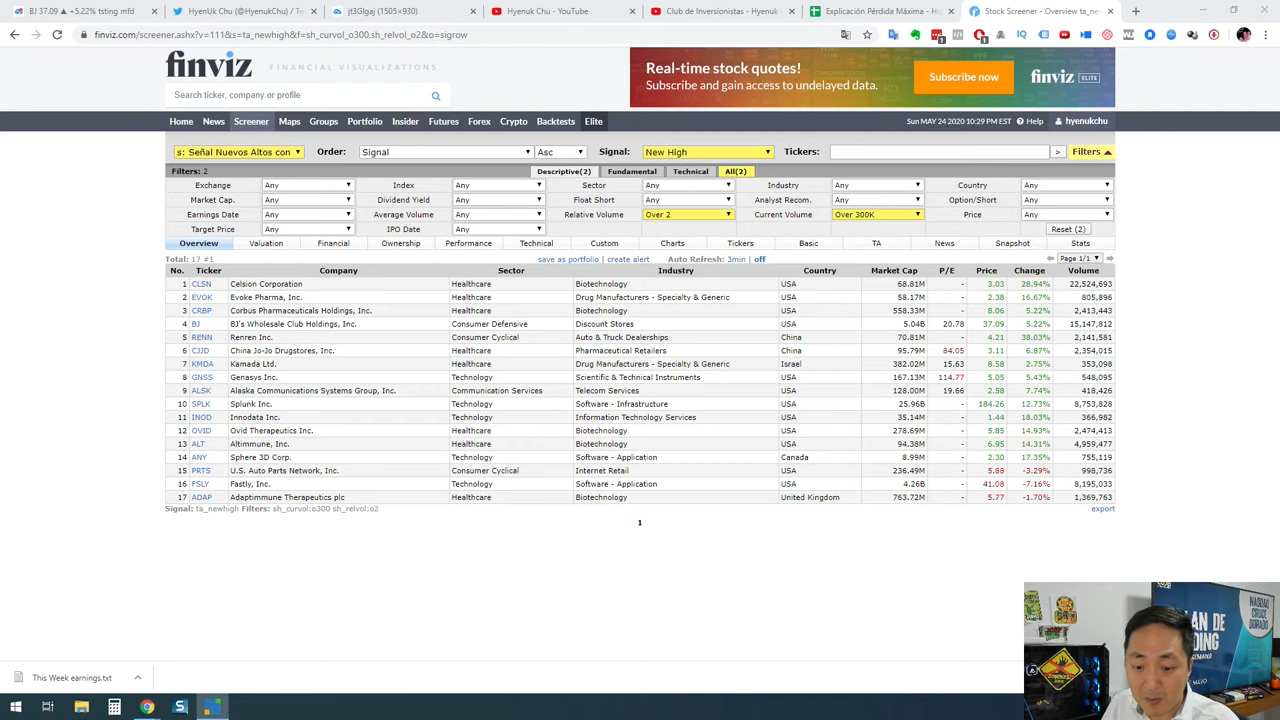 BJ 37.09 ▲ +5.22% tsting mfd
HyenUk Chu (@HyenukChu) / Twi
jt3Glgaj (1505×930)
Hyenuk Chu - YouTube
Club de Inversionistas - Hyenuk
Explicación Pérdida Máxima - Ho
Stock Screener - Overview ta_ne
finviz.com/screener.ashx?v=111&s=ta_newhigh&f=sh_curvol_o300,sh_relvol_o2&o=sigrow
finviz FINANCIAL VISUALIZATIONS
Search ticker, company or profile
Real-time stock quotes!
Subscribe and gain access to undelayed data.
Subscribe now
finviz ELITE
Home News Screener Maps Groups Portfolio Insider Futures Forex Crypto Backtests Elite
Sun MAY 24 2020 10:29 PM EST Help hyenukchu
s: Señal Nuevos Altos con Order: Signal Asc Signal: New High Tickers: > Filters
Filters: 2 Descriptive(2) Fundamental Technical All(2)
Exchange Any Index Any Sector Any Industry Any Country Any
Market Cap. Any Dividend Yield Any Float Short Any Analyst Recom. Any Option/Short Any
Earnings Date Any Average Volume Any Relative Volume Over 2 Current Volume Over 300K Price Any
Target Price Any IPO Date Any Reset (2)
Overview Valuation Financial Ownership Performance Technical Custom Charts Tickers Basic TA News Snapshot Stats
Total: 17 #1 save as portfolio | create alert Auto Refresh: 3min | off Page 1/1
No. Ticker Company Sector Industry Country Market Cap P/E Price Change Volume
1 CLSN Celsion Corporation Healthcare Biotechnology USA 68.81M - 3.03 28.94% 22,524,693
2 EVOK Evoke Pharma, Inc. Healthcare Drug Manufacturers - Specialty & Generic USA 58.17M - 2.38 16.67% 805,896
3 CRBP Corbus Pharmaceuticals Holdings, Inc. Healthcare Biotechnology USA 558.33M - 8.06 5.22% 2,413,443
4 BJ BJ's Wholesale Club Holdings, Inc. Consumer Defensive Discount Stores USA 5.04B 20.78 37.09 5.22% 15,147,812
5 RENN Renren Inc. Consumer Cyclical Auto & Truck Dealerships China 70.81M - 4.21 38.03% 2,141,581
6 CJJD China Jo-Jo Drugstores, Inc. Healthcare Pharmaceutical Retailers China 95.79M 84.05 3.11 6.87% 2,354,015
7 KMDA Kamada Ltd. Healthcare Drug Manufacturers - Specialty & Generic Israel 382.02M 15.63 8.58 2.75% 353,098
8 GNSS Genasys Inc. Technology Scientific & Technical Instruments USA 167.13M 114.77 5.05 5.43% 548,095
9 ALSK Alaska Communications Systems Group, Inc. Communication Services Telecom Services USA 128.00M 19.66 2.58 7.74% 418,426
10 SPLK Splunk Inc. Technology Software - Infrastructure USA 25.96B - 184.26 12.73% 8,753,828
11 INOD Innodata Inc. Technology Information Technology Services USA 35.14M - 1.44 18.03% 366,982
12 OVID Ovid Therapeutics Inc. Healthcare Biotechnology USA 278.69M - 5.85 14.93% 2,474,413
13 ALT Altimmune, Inc. Healthcare Biotechnology USA 94.38M - 6.95 14.31% 4,959,477
14 ANY Sphere 3D Corp. Technology Software - Application Canada 8.99M - 2.30 17.35% 755,119
15 PRTS U.S. Auto Parts Network, Inc. Consumer Cyclical Internet Retail USA 236.49M - 5.88 -3.29% 998,736
16 FSLY Fastly, Inc. Technology Software - Application USA 4.26B - 41.08 -7.16% 8,195,033
17 ADAP Adaptimmune Therapeutics plc Healthcare Biotechnology United Kingdom 763.72M - 5.77 -1.70% 1,369,763
Signal: ta_newhigh Filters: sh_curvol:o300 sh_relvol:o2 export
1
NASDAQ
CRUCE
DORADO
SEMANA
This Week earnings.txt